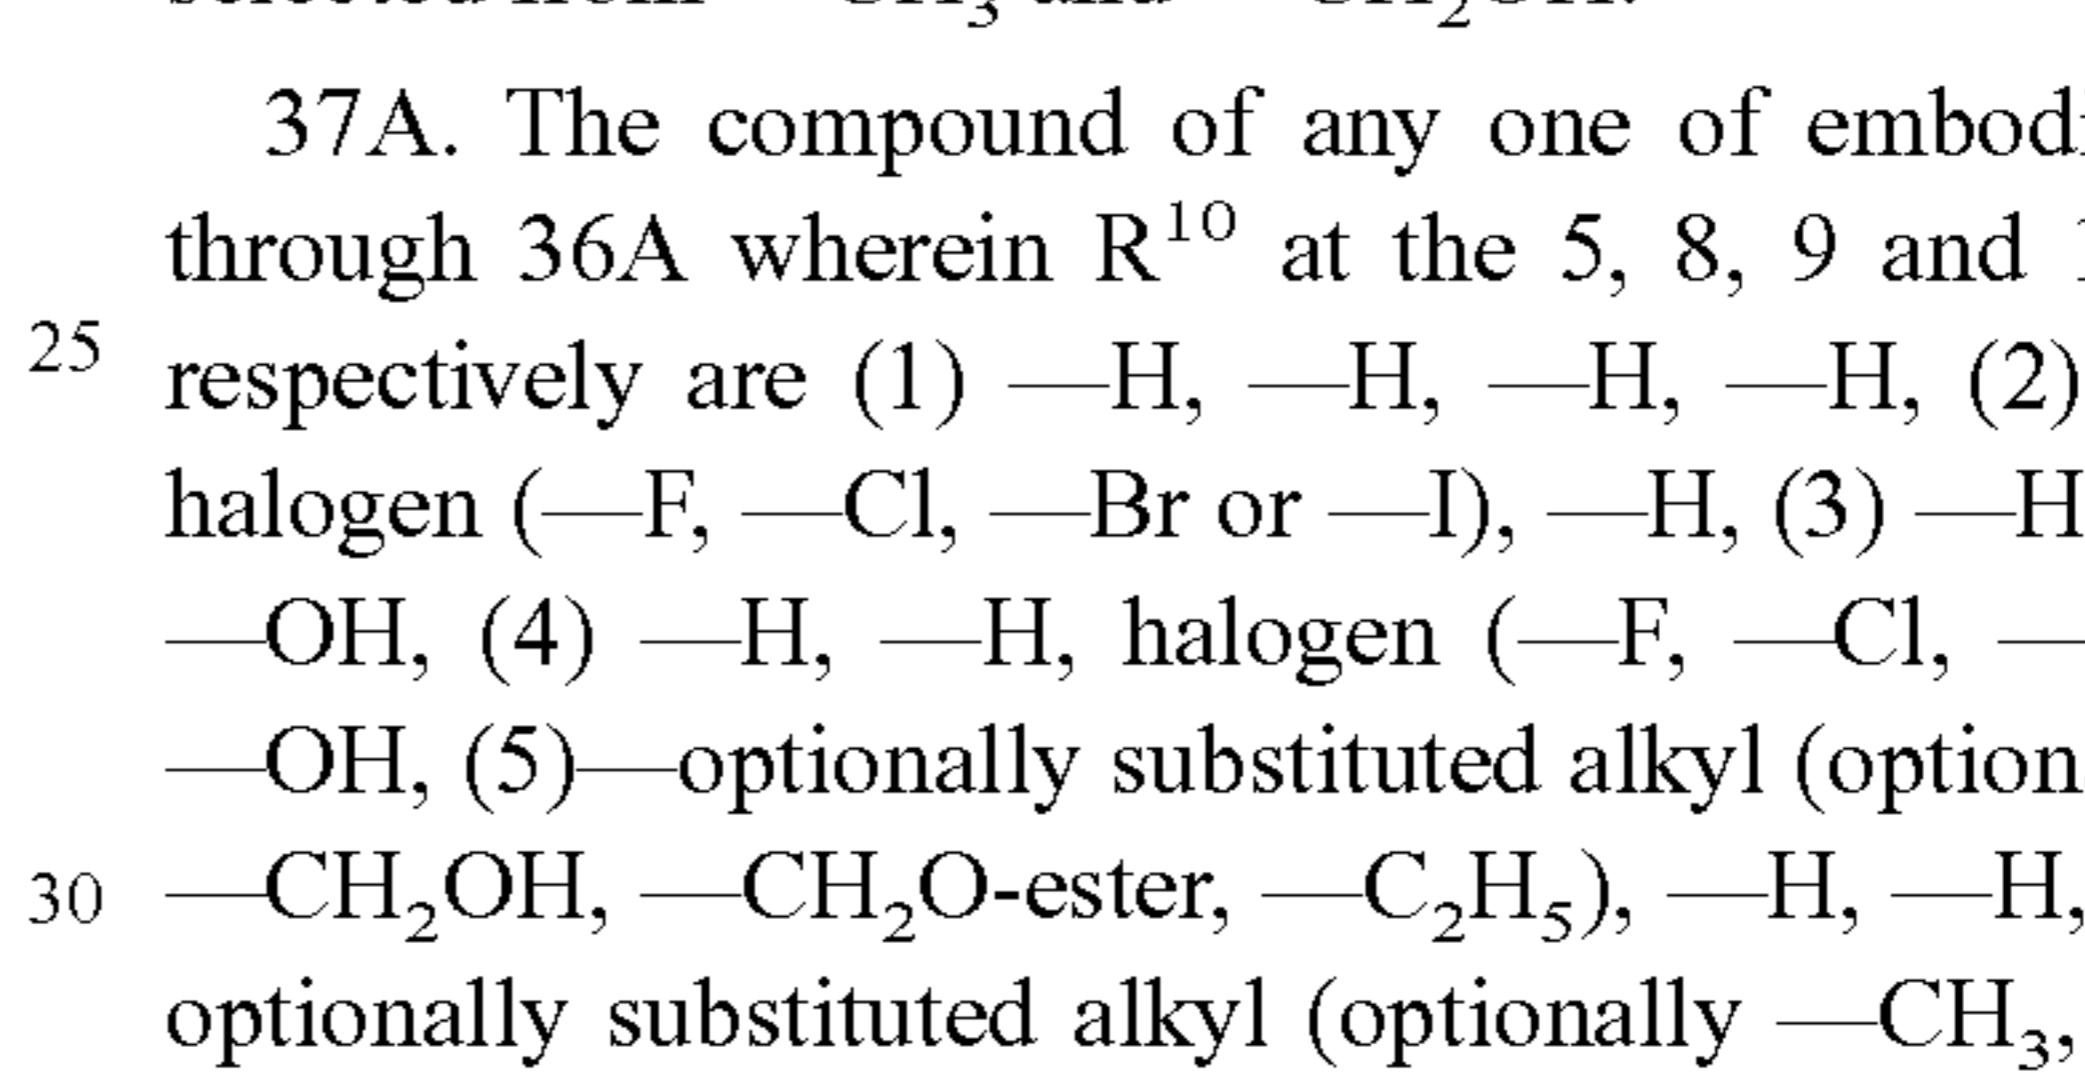 37A. The compound of any one of embodi
through 36A wherein R¹⁰ at the 5, 8, 9 and
25 respectively are (1) —H, —H, —H, —H, (2)
halogen (—F, —Cl, —Br or —I), —H, (3) —H
—OH, (4) —H, —H, halogen (—F, —Cl, —
—OH, (5)—optionally substituted alkyl (option
30 —CH₂OH, —CH₂O-ester, —C₂H₅), —H, —H,
optionally substituted alkyl (optionally —CH₃,